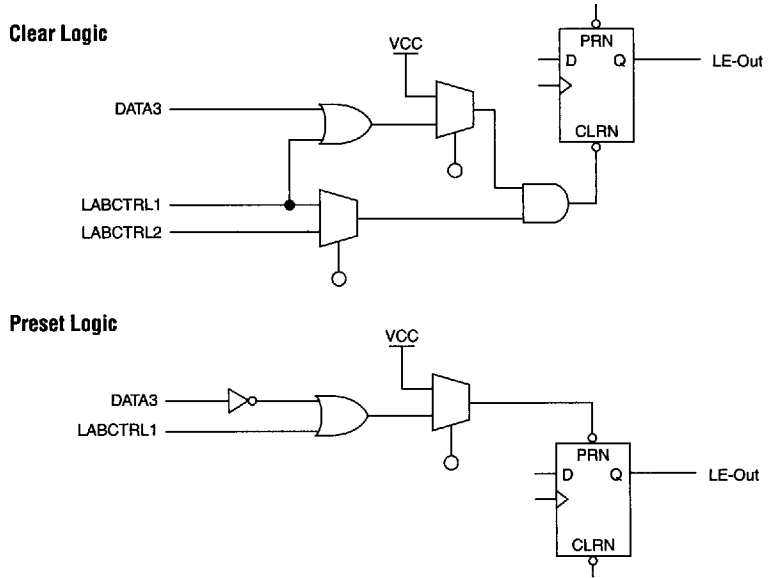 Clear Logic
VCC
PRN
D Q
LE-Out
DATA3
CLRN
LABCTRL1
LABCTRL2
Preset Logic
VCC
DATA3
LABCTRL1
PRN
D Q
LE-Out
CLRN